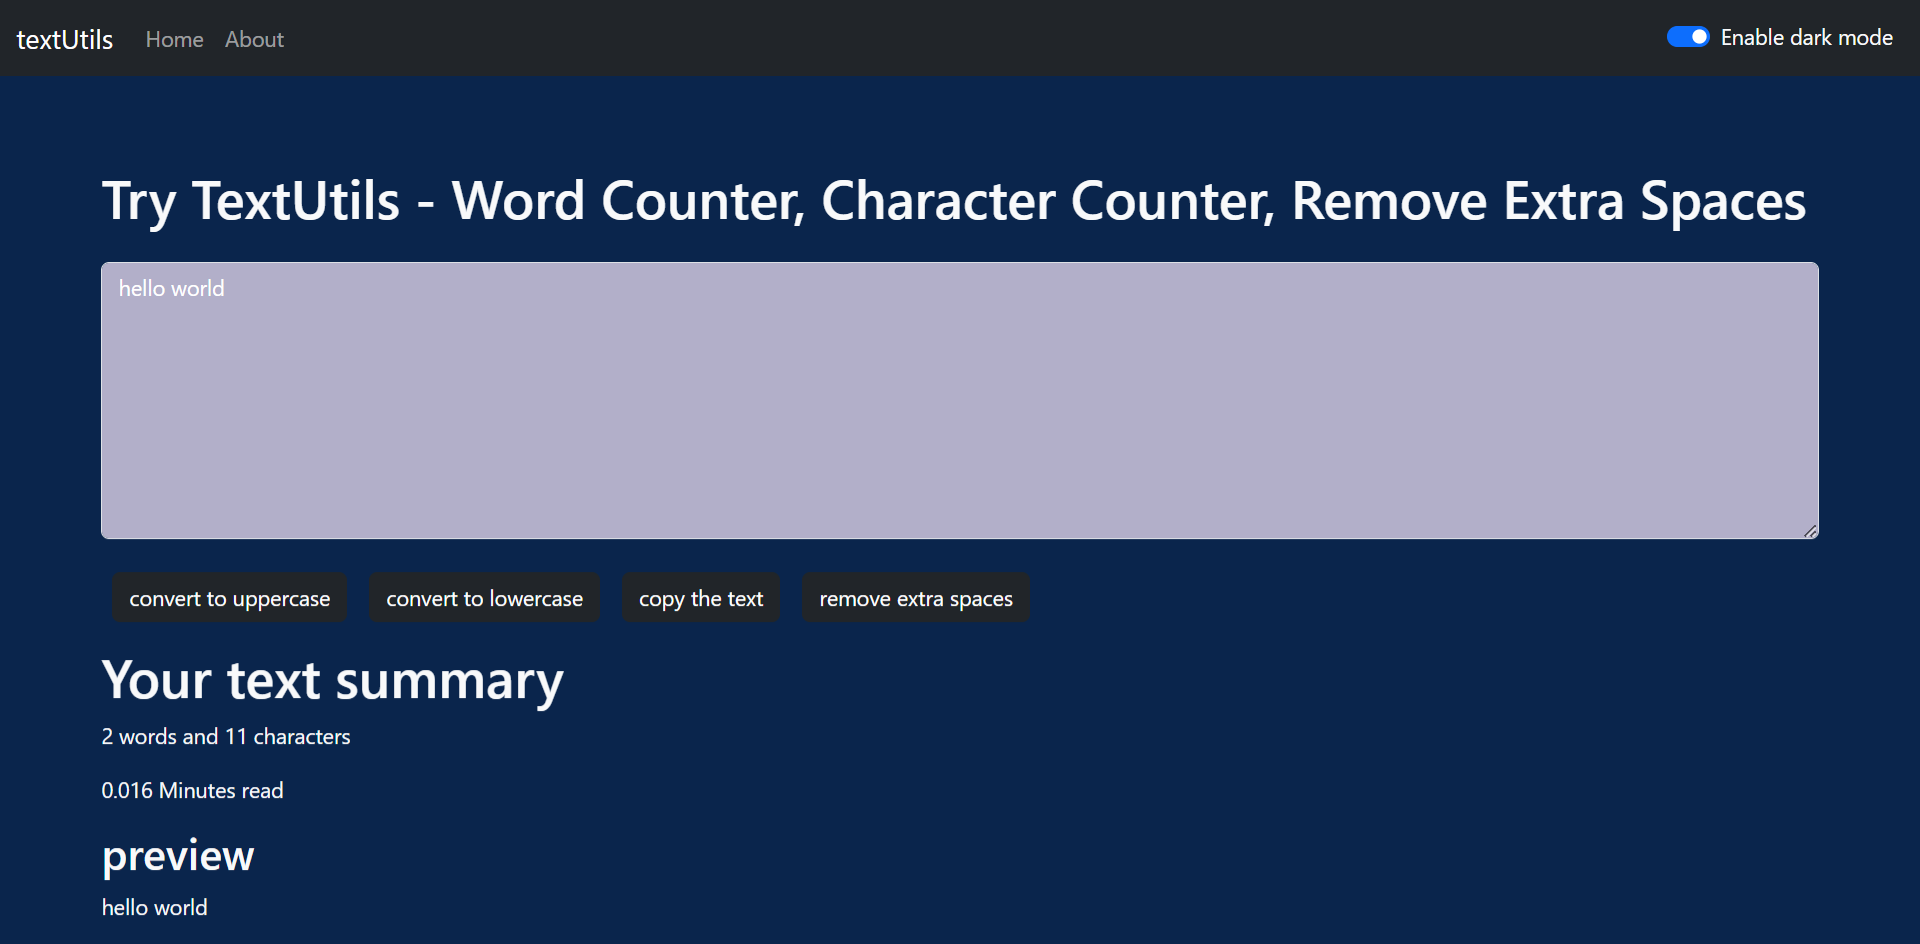 textUtils Home About Enable dark mode
Try TextUtils - Word Counter, Character Counter, Remove Extra Spaces
hello world
convert to uppercase convert to lowercase copy the text remove extra spaces
Your text summary
2 words and 11 characters
0.016 Minutes read
preview
hello world